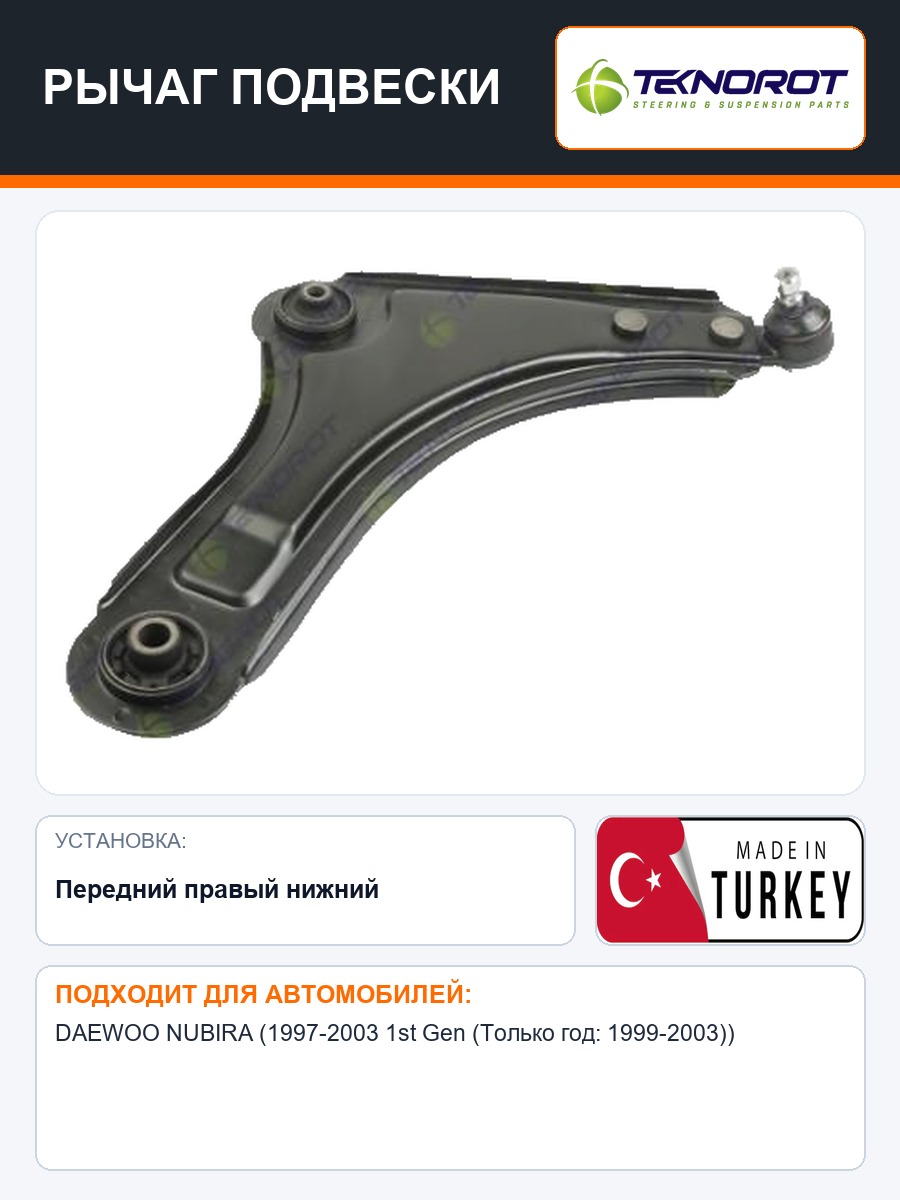 РЫЧАГ ПОДВЕСКИ
TEKNOROT
STEERING & SUSPENSION PARTS
TEKNOROT
УСТАНОВКА:
Передний правый нижний
MADE IN
TURKEY
ПОДХОДИТ ДЛЯ АВТОМОБИЛЕЙ:
DAEWOO NUBIRA (1997-2003 1st Gen (Только год: 1999-2003))